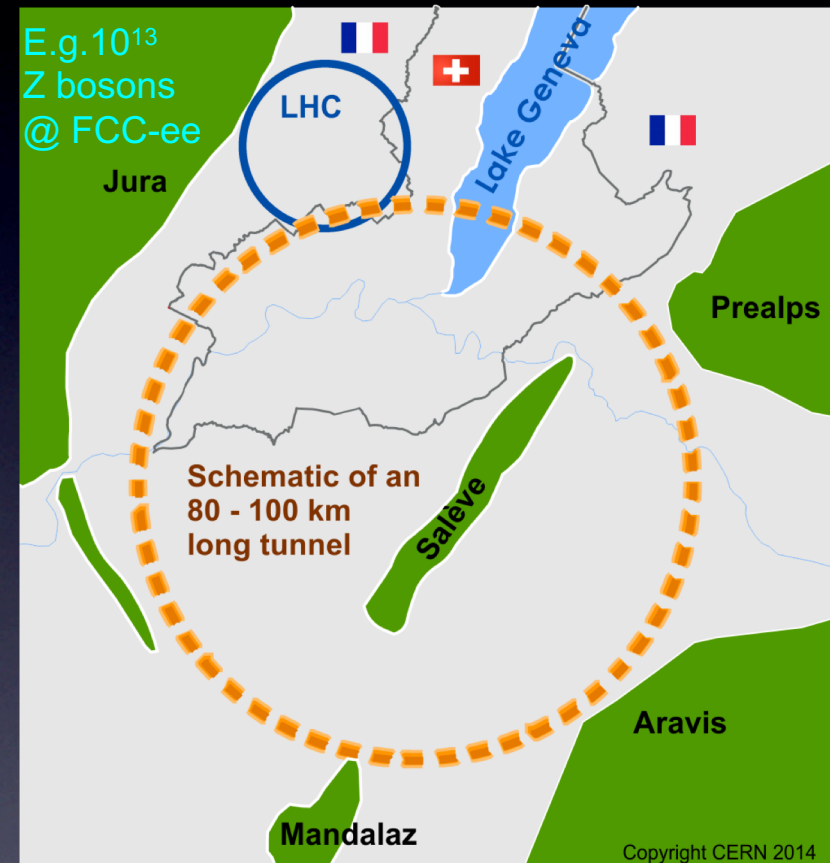 E.g.10¹³
Z bosons
@ FCC-ee
LHC
Lake Geneva
Jura
Prealps
Schematic of an
80 - 100 km
long tunnel
Salève
Aravis
Mandalaz
Copyright CERN 2014